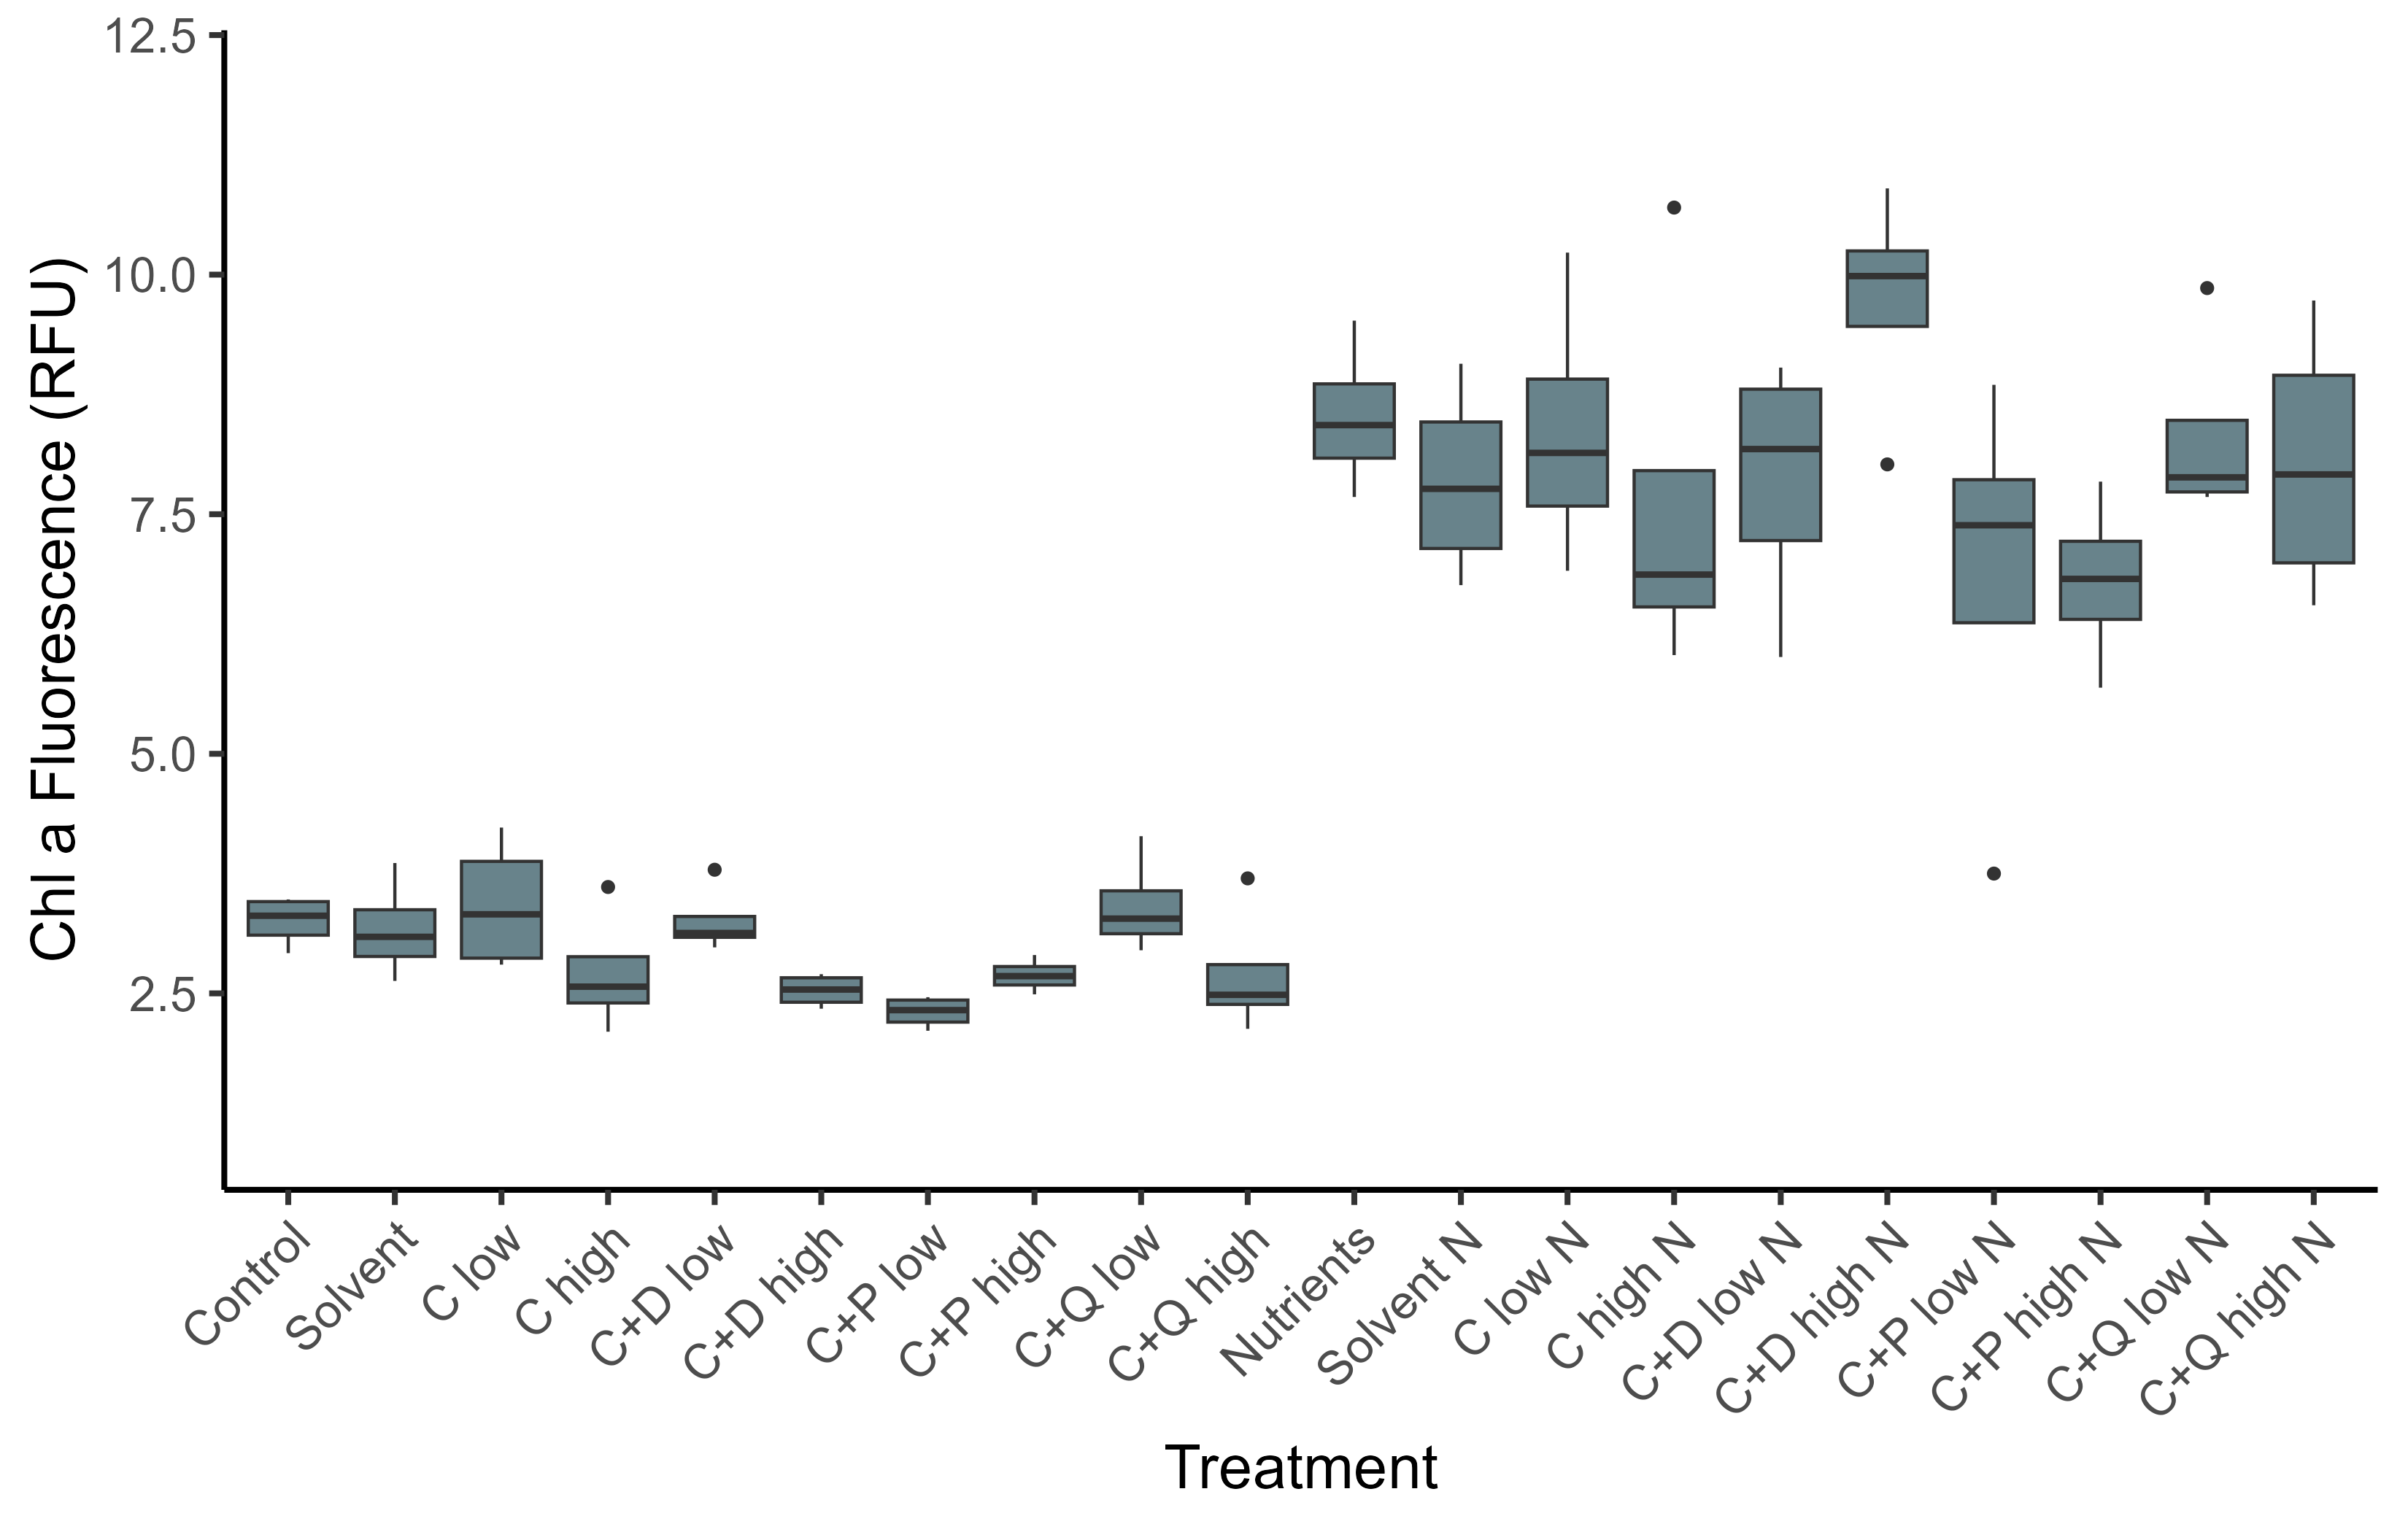 Chl a Fluorescence (RFU)
12.5
10.0
7.5
5.0
2.5
Control
Solvent
C low
C high
C+D low
C+D high
C+P low
C+P high
C+Q low
C+Q high
Nutrients
Solvent N
C low N
C high N
C+D low N
C+D high N
C+P low N
C+P high N
C+Q low N
C+Q high N
Treatment